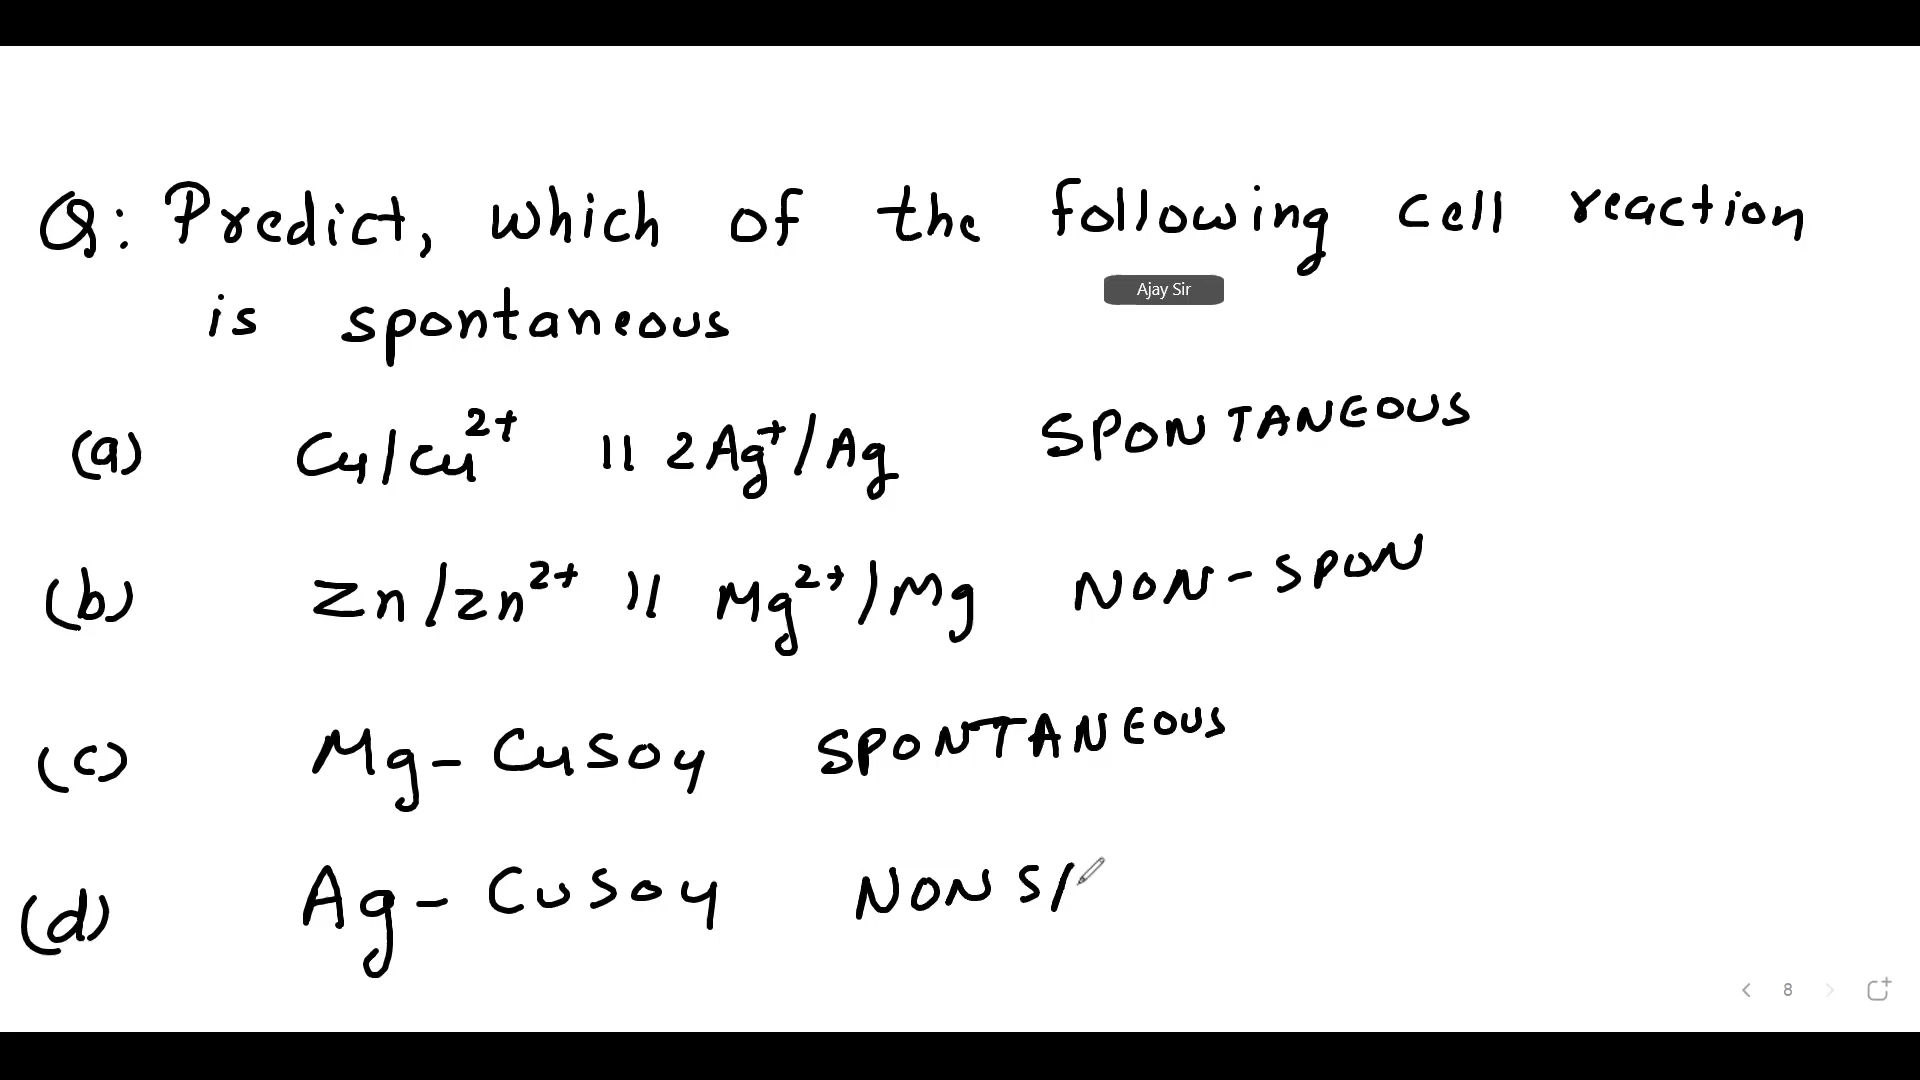 Q: Predict, which of the following cell reaction
Ajay Sir
is spontaneous
(a) Cu/Cu²⁺ || 2Ag⁺/Ag SPONTANEOUS
(b) Zn/Zn²⁺ || Mg²⁺/Mg NON-SPON
(c) Mg-CuSO4 SPONTANEOUS
(d) Ag-CuSO4 NON S
8